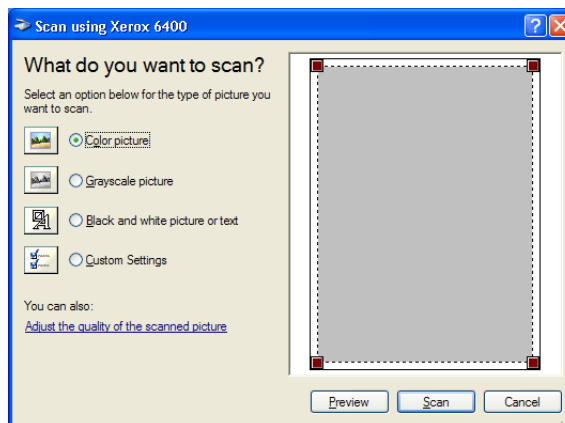 Scan using Xerox 6400
What do you want to scan?
Select an option below for the type of picture you
want to scan.
Color picture
Grayscale picture
Black and white picture or text
Custom Settings
You can also:
Adjust the quality of the scanned picture
Preview
Scan
Cancel